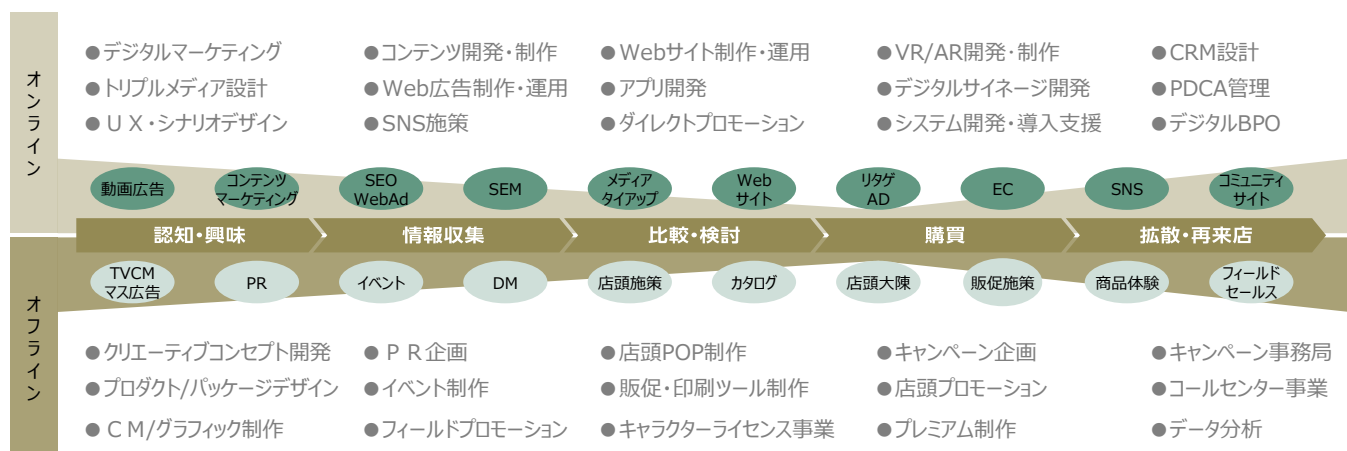 オンライン
●デジタルマーケティング
●コンテンツ開発・制作
●Webサイト制作・運用
●VR/AR開発・制作
●CRM設計
●トリプルメディア設計
●Web広告制作・運用
●アプリ開発
●デジタルサイネージ開発
●PDCA管理
●ＵＸ・シナリオデザイン
●SNS施策
●ダイレクトプロモーション
●システム開発・導入支援
●デジタルBPO
動画広告
コンテンツ
マーケティング
SEO
WebAd
SEM
メディア
タイアップ
Web
サイト
リタゲ
AD
EC
SNS
コミュニティ
サイト
認知・興味
情報収集
比較・検討
購買
拡散・再来店
オフライン
TVCM
マス広告
PR
イベント
DM
店頭施策
カタログ
店頭大陳
販促施策
商品体験
フィールド
セールス
●クリエーティブコンセプト開発
●ＰＲ企画
●店頭POP制作
●キャンペーン企画
●キャンペーン事務局
●プロダクト/パッケージデザイン
●イベント制作
●販促・印刷ツール制作
●店頭プロモーション
●コールセンター事業
●ＣＭ/グラフィック制作
●フィールドプロモーション
●キャラクターライセンス事業
●プレミアム制作
●データ分析